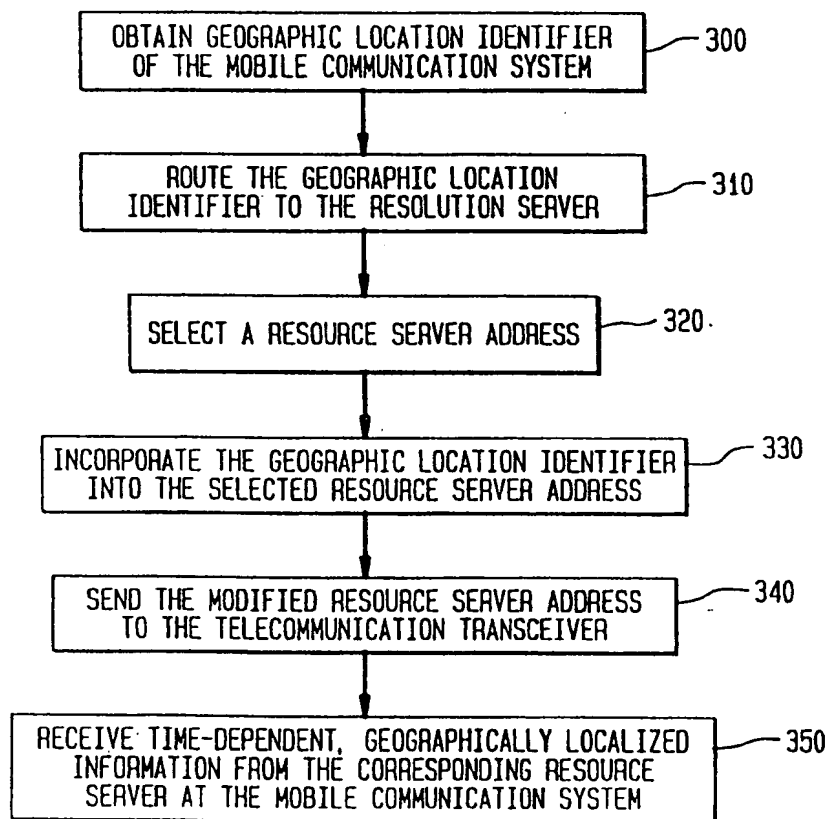 OBTAIN GEOGRAPHIC LOCATION IDENTIFIER
OF THE MOBILE COMMUNICATION SYSTEM
300
ROUTE THE GEOGRAPHIC LOCATION
IDENTIFIER TO THE RESOLUTION SERVER
310
SELECT A RESOURCE SERVER ADDRESS
320.
INCORPORATE THE GEOGRAPHIC LOCATION IDENTIFIER
INTO THE SELECTED RESOURCE SERVER ADDRESS
330
SEND THE MODIFIED RESOURCE SERVER ADDRESS
TO THE TELECOMMUNICATION TRANSCEIVER
340
RECEIVE TIME-DEPENDENT, GEOGRAPHICALLY LOCALIZED
INFORMATION FROM THE CORRESPONDING RESOURCE
SERVER AT THE MOBILE COMMUNICATION SYSTEM
350